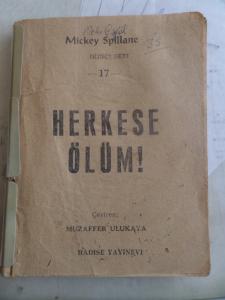 Mickey Spillane
—17—
HERKESE
ÖLÜM!
Çeviren:
MUZAFFER ULUKAYA
HADİSE YAYINEVİ